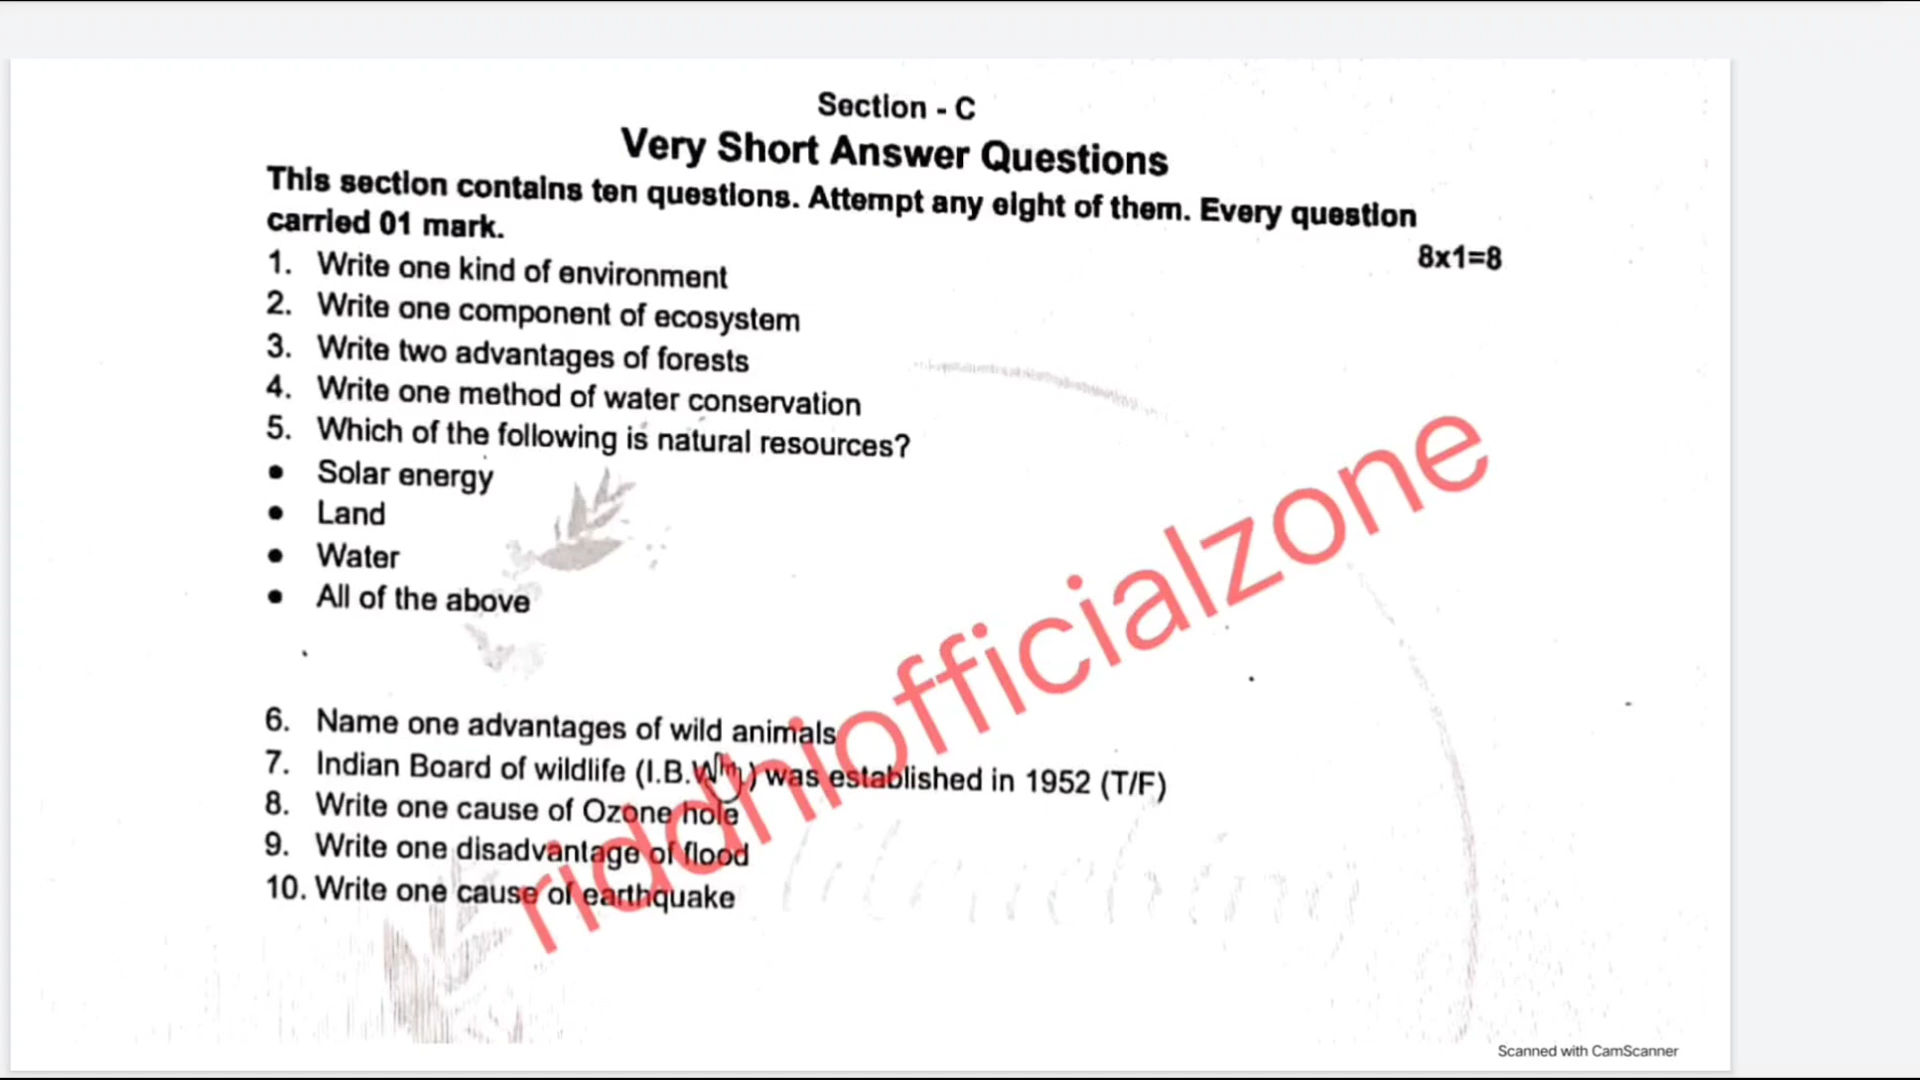 Section - C
Very Short Answer Questions
This section contains ten questions. Attempt any eight of them. Every question
carried 01 mark.
8x1=8
1. Write one kind of environment
2. Write one component of ecosystem
3. Write two advantages of forests
4. Write one method of water conservation
5. Which of the following is natural resources?
• Solar energy
• Land
• Water
• All of the above
6. Name one advantages of wild animals
7. Indian Board of wildlife (I.B.W) was established in 1952 (T/F)
8. Write one cause of Ozone hole
9. Write one disadvantage of flood
10. Write one cause of earthquake
riddhiofficialzone
Scanned with CamScanner